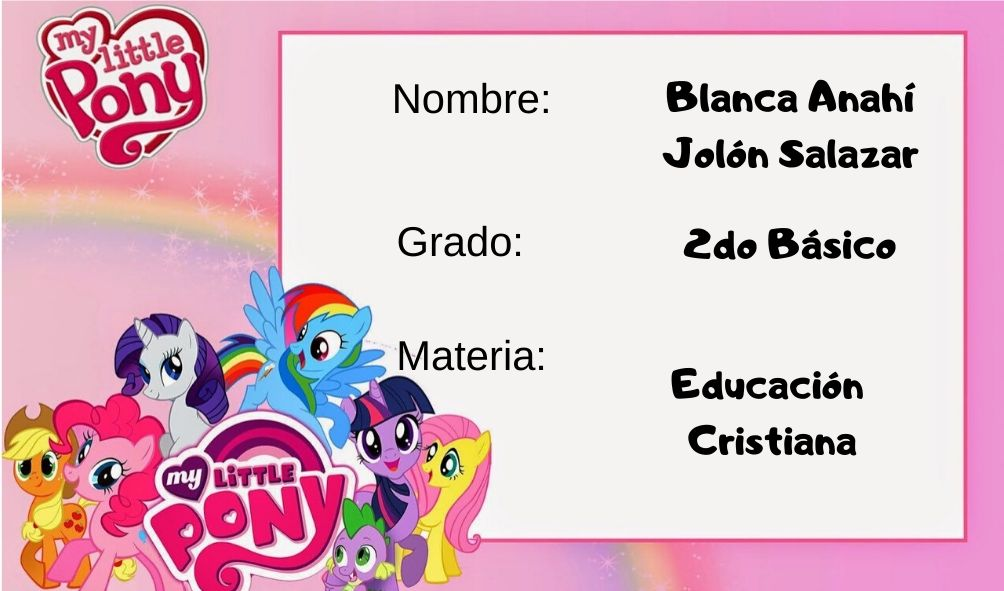 my
little
Pony
Nombre: Blanca Anahí
Jolón Salazar
Grado: 2do Básico
Materia:
Educación
Cristiana
my LiTTLE
PONY